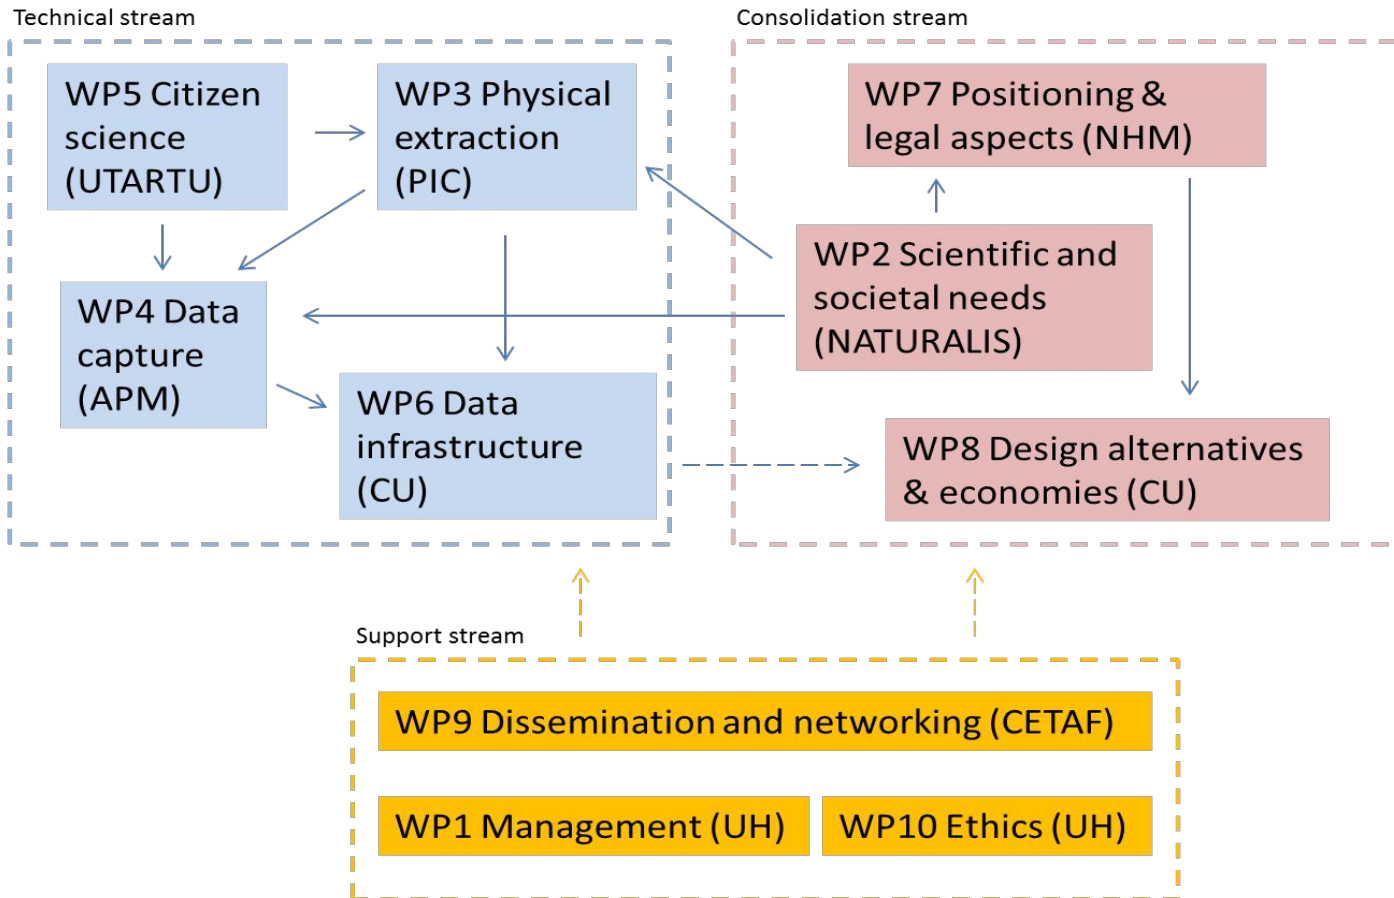 Technical stream
WP5 Citizen
science
(UTARTU)
WP3 Physical
extraction
(PIC)
WP4 Data
capture
(APM)
WP6 Data
infrastructure
(CU)
Consolidation stream
WP7 Positioning &
legal aspects (NHM)
WP2 Scientific and
societal needs
(NATURALIS)
WP8 Design alternatives
& economies (CU)
Support stream
WP9 Dissemination and networking (CETAF)
WP1 Management (UH)
WP10 Ethics (UH)